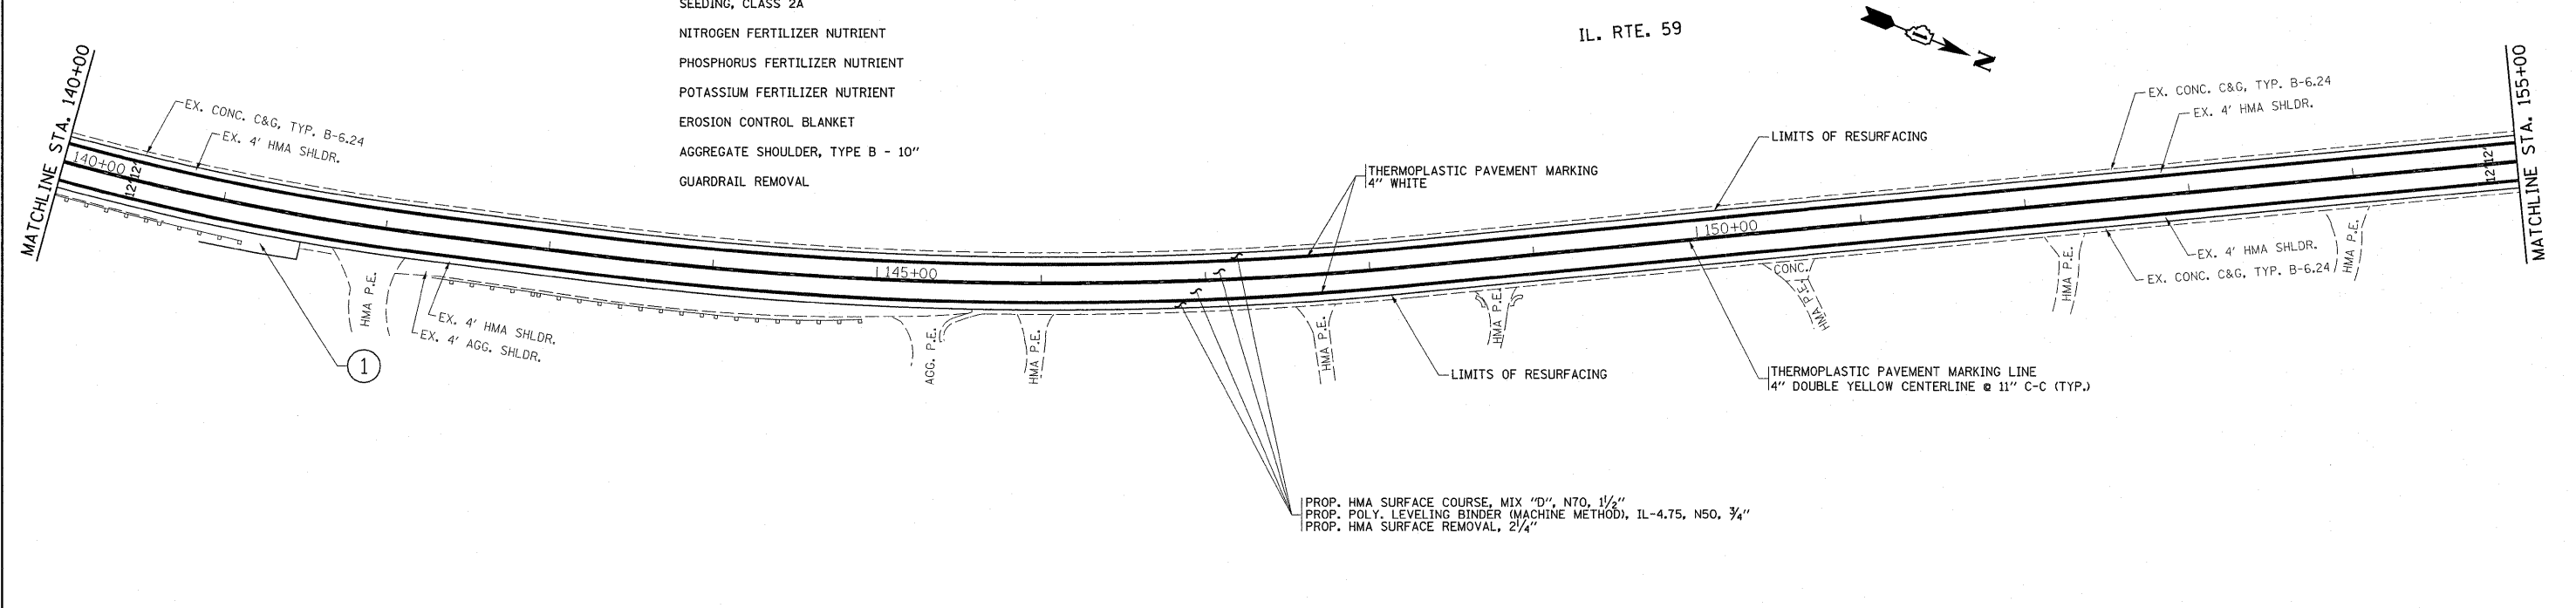 SEEDING, CLASS 2A
NITROGEN FERTILIZER NUTRIENT
PHOSPHORUS FERTILIZER NUTRIENT
POTASSIUM FERTILIZER NUTRIENT
EROSION CONTROL BLANKET
AGGREGATE SHOULDER, TYPE B - 10"
GUARDRAIL REMOVAL
IL. RTE. 59
N
MATCHLINE STA. 140+00
EX. CONC. C&G, TYP. B-6.24
EX. 4' HMA SHLDR.
140+00
12'
12'
HMA P.E.
EX. 4' HMA SHLDR.
EX. 4' AGG. SHLDR.
1
145+00
AGG. P.E.
HMA P.E.
THERMOPLASTIC PAVEMENT MARKING
4" WHITE
HMA P.E.
LIMITS OF RESURFACING
HMA P.E.
LIMITS OF RESURFACING
150+00
CONC.
HMA P.E.
THERMOPLASTIC PAVEMENT MARKING LINE
4" DOUBLE YELLOW CENTERLINE @ 11" C-C (TYP.)
PROP. HMA SURFACE COURSE, MIX "D", N70, 1½"
PROP. POLY. LEVELING BINDER (MACHINE METHOD), IL-4.75, N50, ¾"
PROP. HMA SURFACE REMOVAL, 2¼"
EX. CONC. C&G, TYP. B-6.24
EX. 4' HMA SHLDR.
HMA P.E.
EX. 4' HMA SHLDR.
EX. CONC. C&G, TYP. B-6.24
HMA P.E.
12'
12'
MATCHLINE STA. 155+00